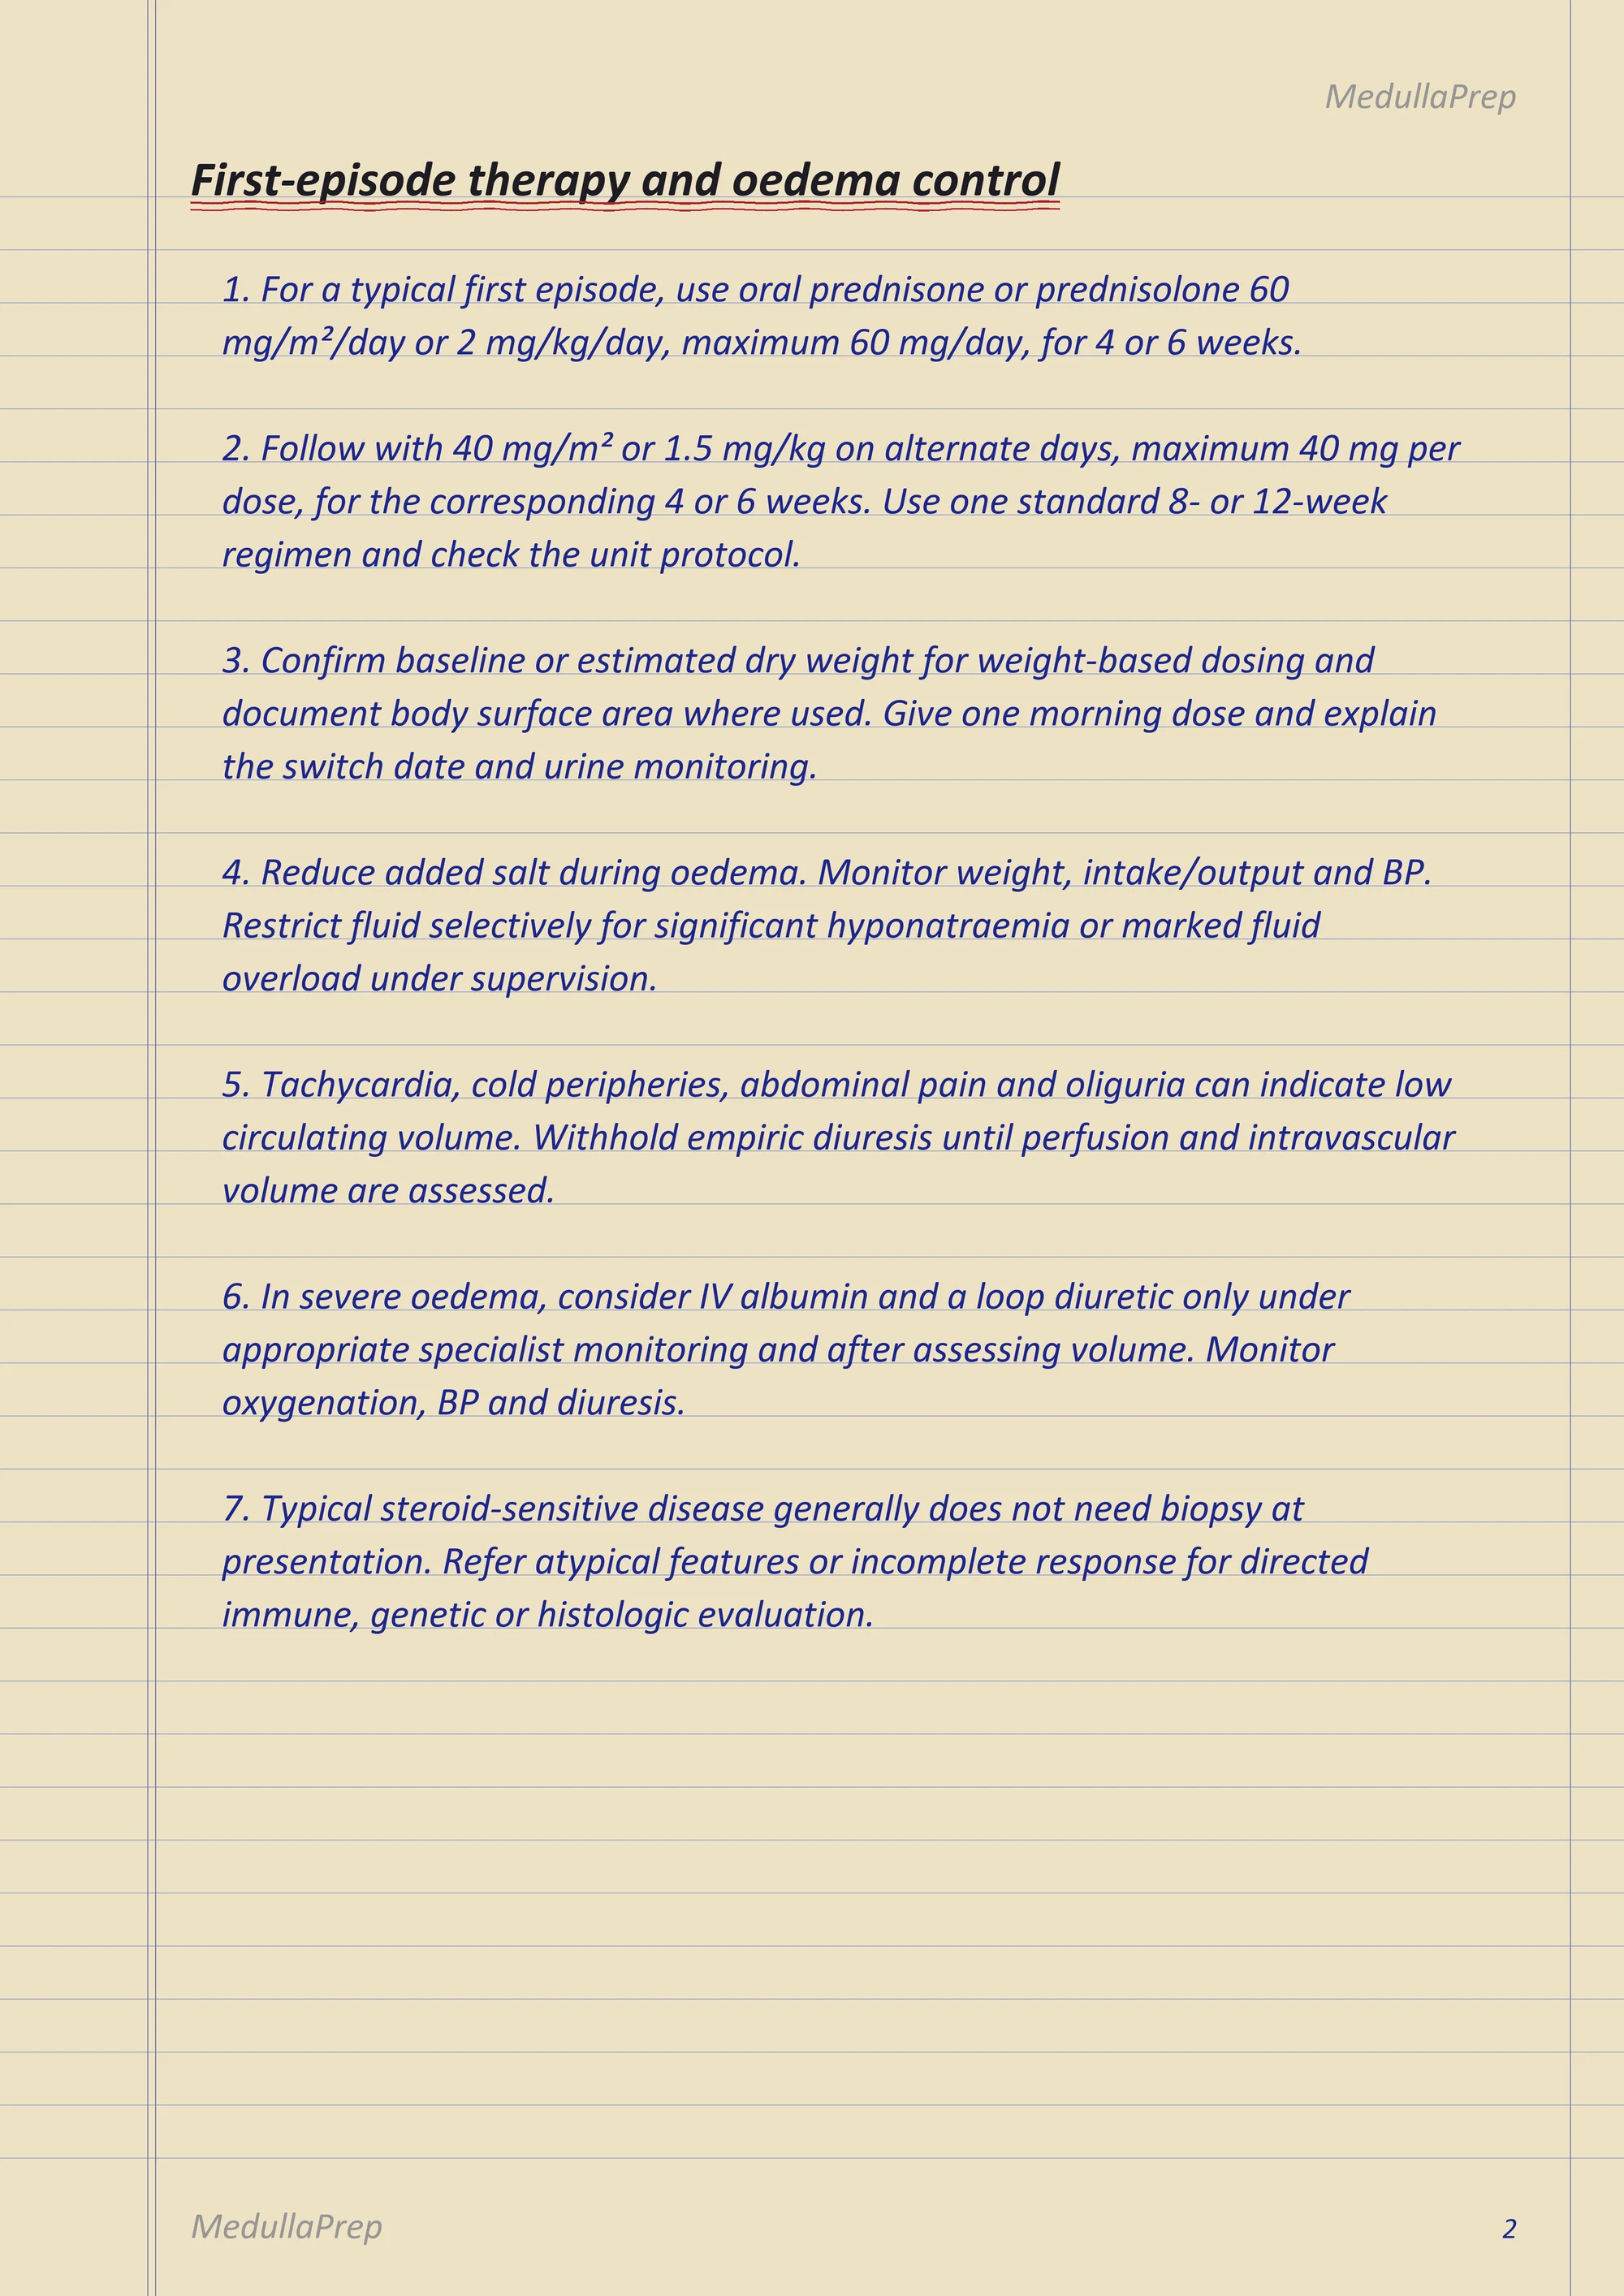 MedullaPrep
First-episode therapy and oedema control
1. For a typical first episode, use oral prednisone or prednisolone 60
mg/m²/day or 2 mg/kg/day, maximum 60 mg/day, for 4 or 6 weeks.
2. Follow with 40 mg/m² or 1.5 mg/kg on alternate days, maximum 40 mg per
dose, for the corresponding 4 or 6 weeks. Use one standard 8- or 12-week
regimen and check the unit protocol.
3. Confirm baseline or estimated dry weight for weight-based dosing and
document body surface area where used. Give one morning dose and explain
the switch date and urine monitoring.
4. Reduce added salt during oedema. Monitor weight, intake/output and BP.
Restrict fluid selectively for significant hyponatraemia or marked fluid
overload under supervision.
5. Tachycardia, cold peripheries, abdominal pain and oliguria can indicate low
circulating volume. Withhold empiric diuresis until perfusion and intravascular
volume are assessed.
6. In severe oedema, consider IV albumin and a loop diuretic only under
appropriate specialist monitoring and after assessing volume. Monitor
oxygenation, BP and diuresis.
7. Typical steroid-sensitive disease generally does not need biopsy at
presentation. Refer atypical features or incomplete response for directed
immune, genetic or histologic evaluation.
MedullaPrep
2